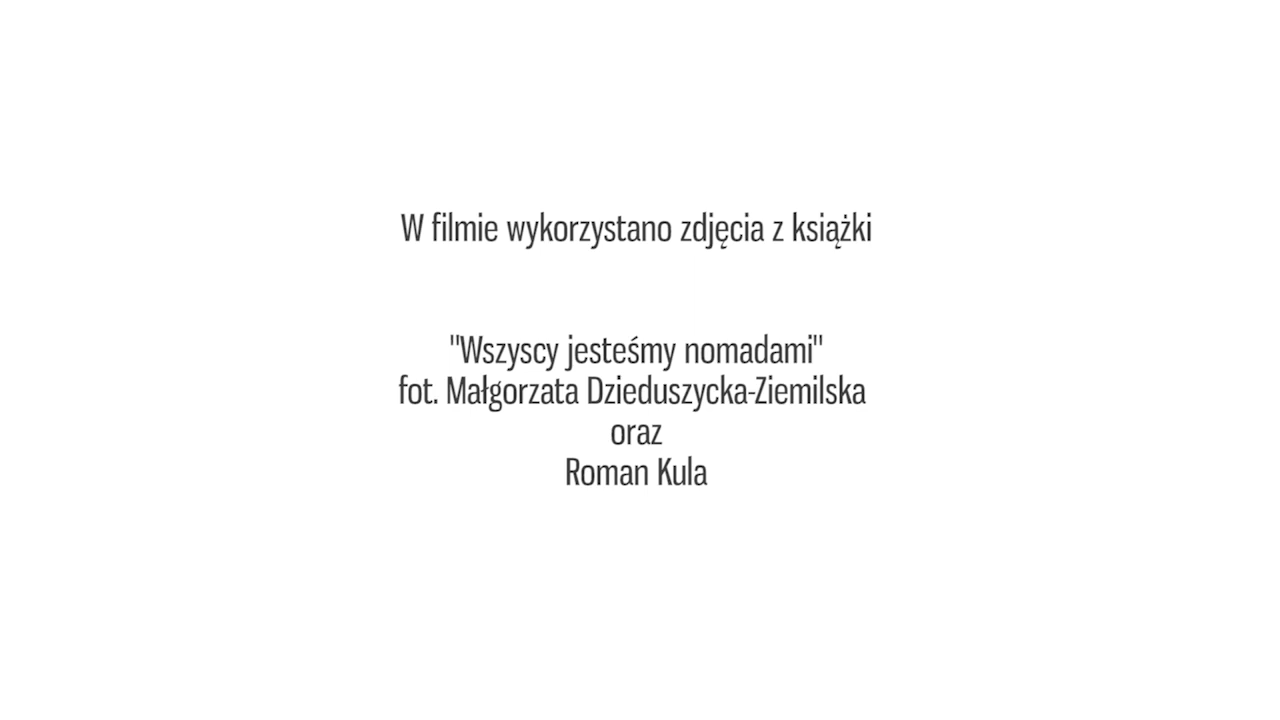 W filmie wykorzystano zdjęcia z książki
"Wszyscy jesteśmy nomadami"
fot. Małgorzata Dzieduszycka-Ziemilska
oraz
Roman Kula